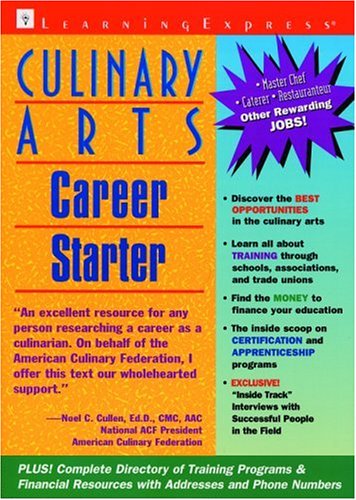 LearningExpress®
CULINARY
ARTS
Career
Starter
• Master Chef
• Caterer • Restauranteur
Other Rewarding
JOBS!
"An excellent resource for any
person researching a career as a
culinarian. On behalf of the
American Culinary Federation, I
offer this text our wholehearted
support."
—Noel C. Cullen, Ed.D., CMC, AAC
National ACF President
American Culinary Federation
• Discover the BEST
OPPORTUNITIES
in the culinary arts
• Learn all about
TRAINING through
schools, associations,
and trade unions
• Find the MONEY to
finance your education
• The inside scoop on
CERTIFICATION and
APPRENTICESHIP
programs
• EXCLUSIVE!
"Inside Track"
Interviews with
Successful People
in the Field
PLUS! Complete Directory of Training Programs &
Financial Resources with Addresses and Phone Numbers